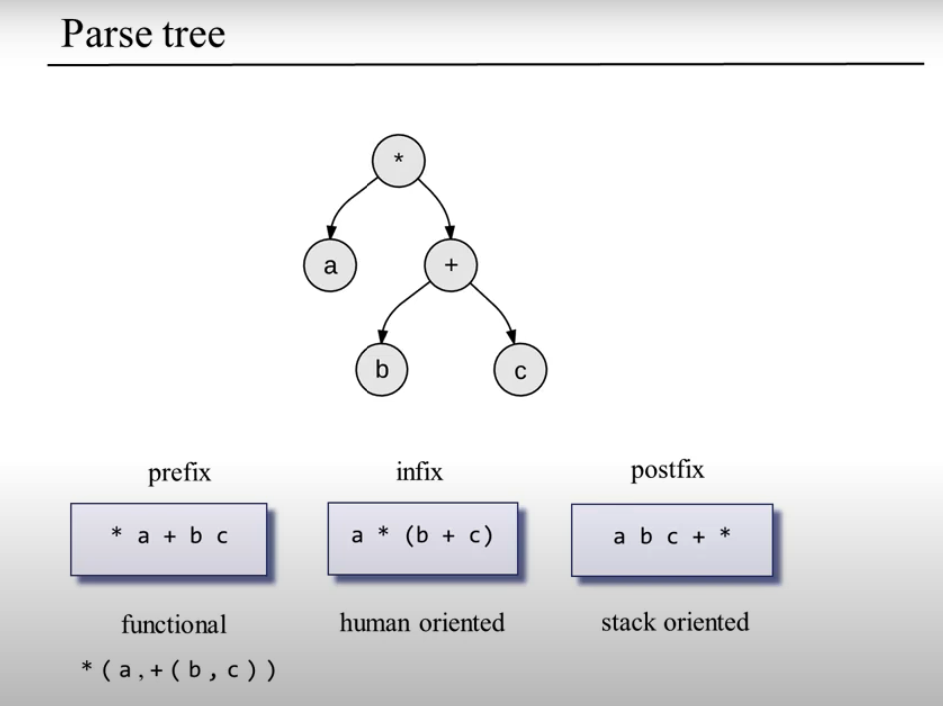 Parse tree
*
a
+
b
c
prefix
infix
postfix
* a + b c
a * (b + c)
a b c + *
functional
human oriented
stack oriented
*(a,+(b,c))